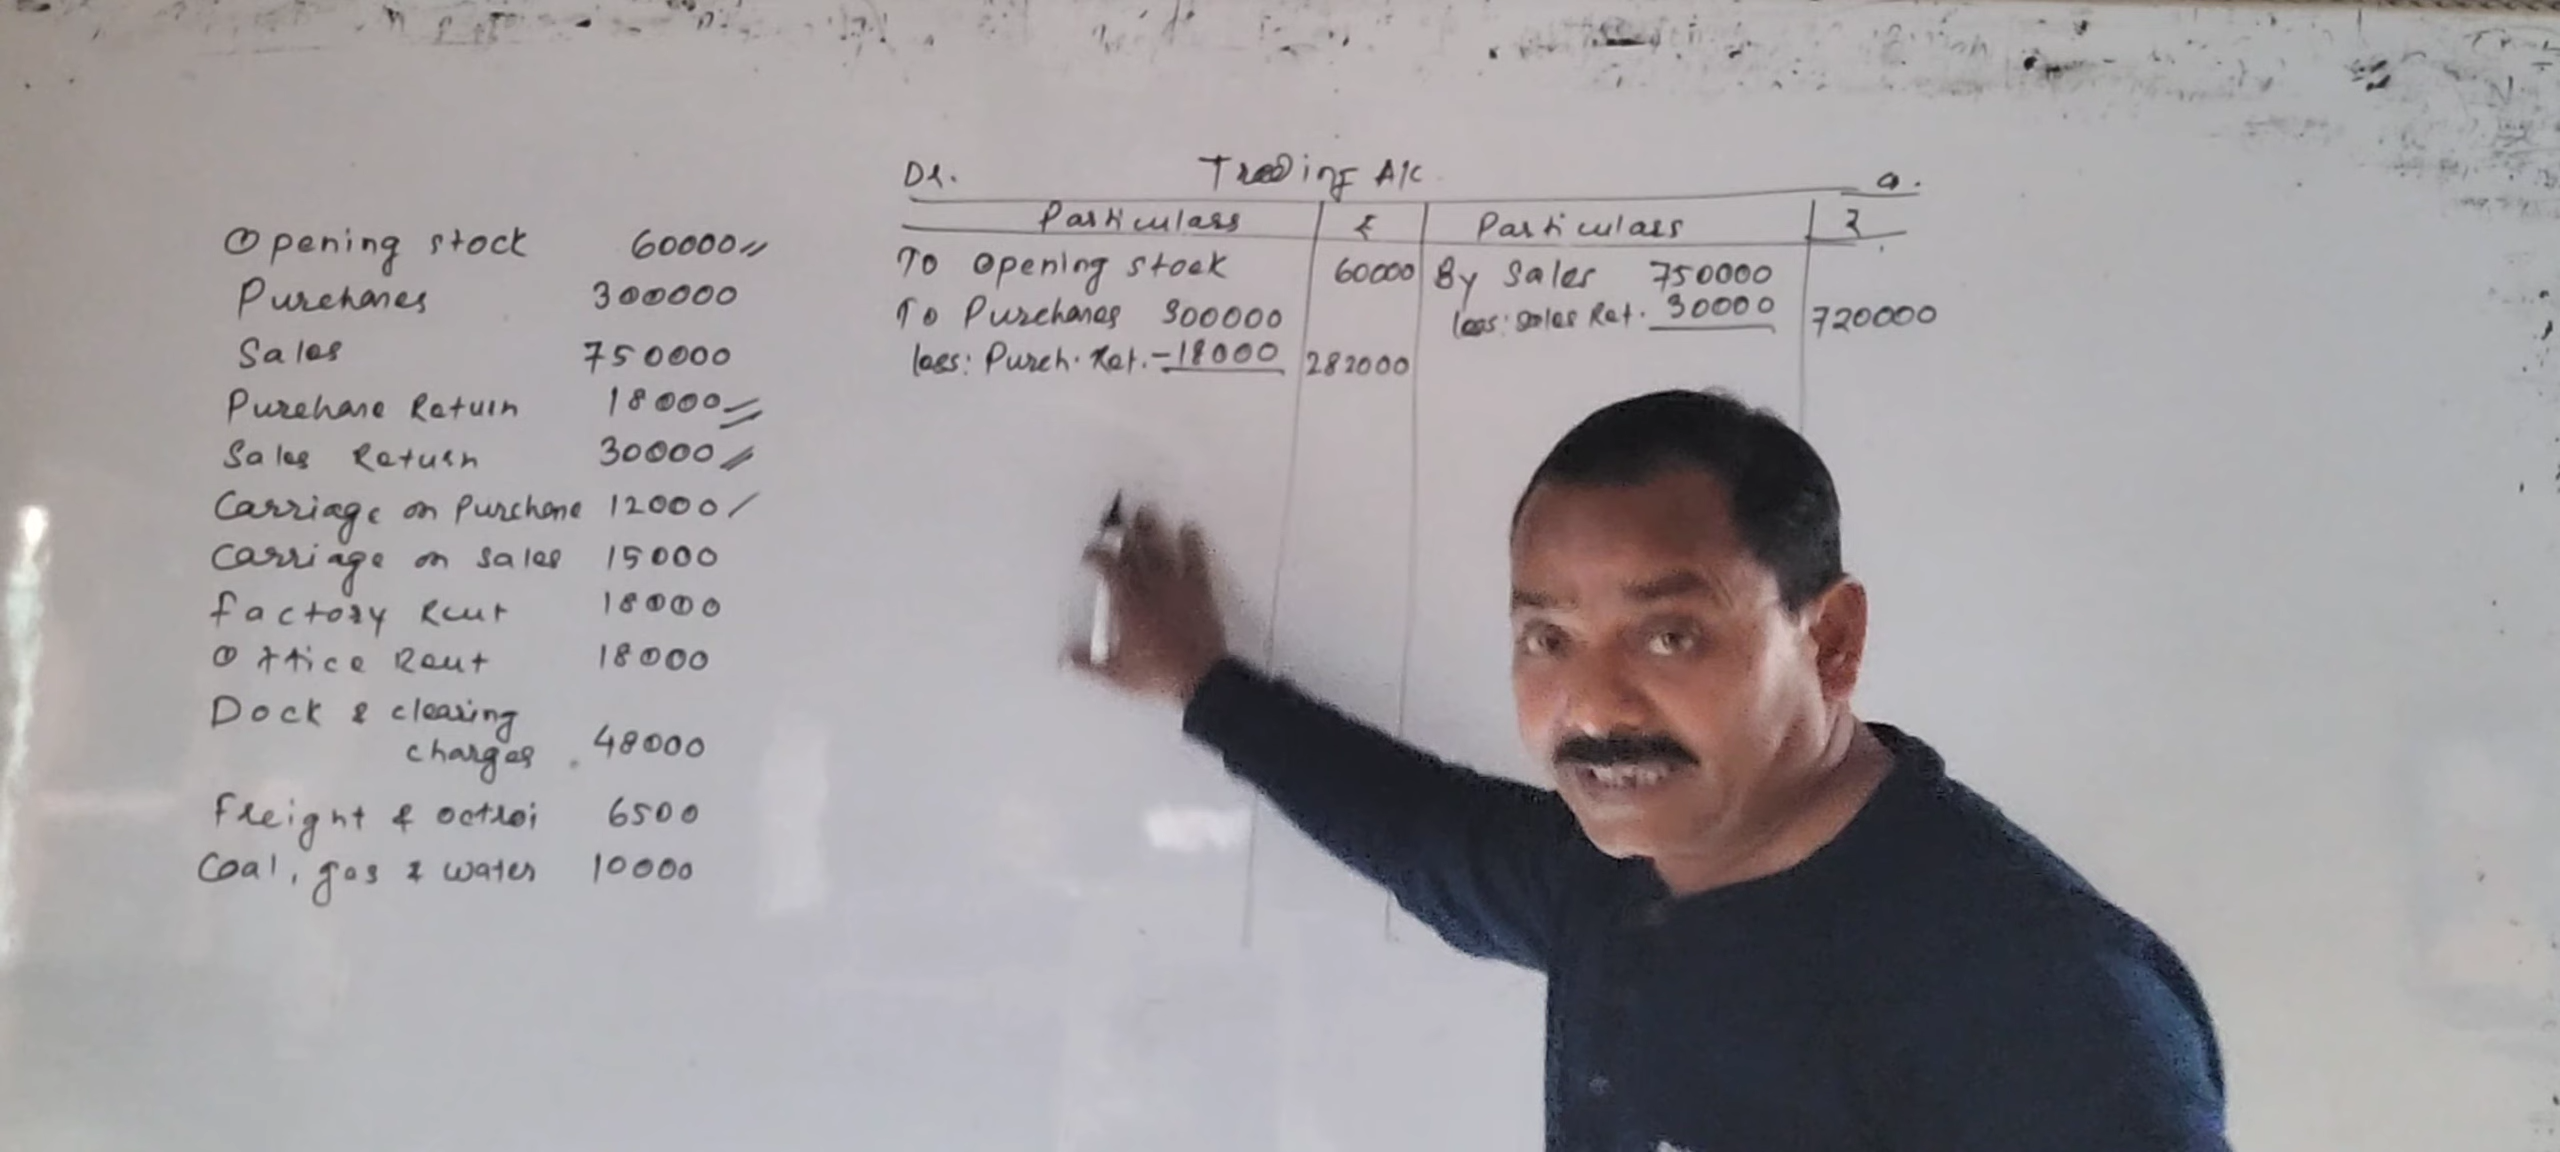 Opening stock 60000
Purchases 300000
Sales 750000
Purchase Return 18000
Sales Return 30000
Carriage on Purchase 12000
Carriage on sales 15000
Factory Rent 18000
Office Rent 18000
Dock & clearing
charges 48000
Freight & octroi 6500
Coal, gas & water 10000
Dr. Trading A/C Cr.
Particulars ₹ Particulars ₹
To Opening stock 60000 By Sales 750000
To Purchases 300000 less: Sales Ret. 30000 720000
less: Purch. Ret. -18000 282000